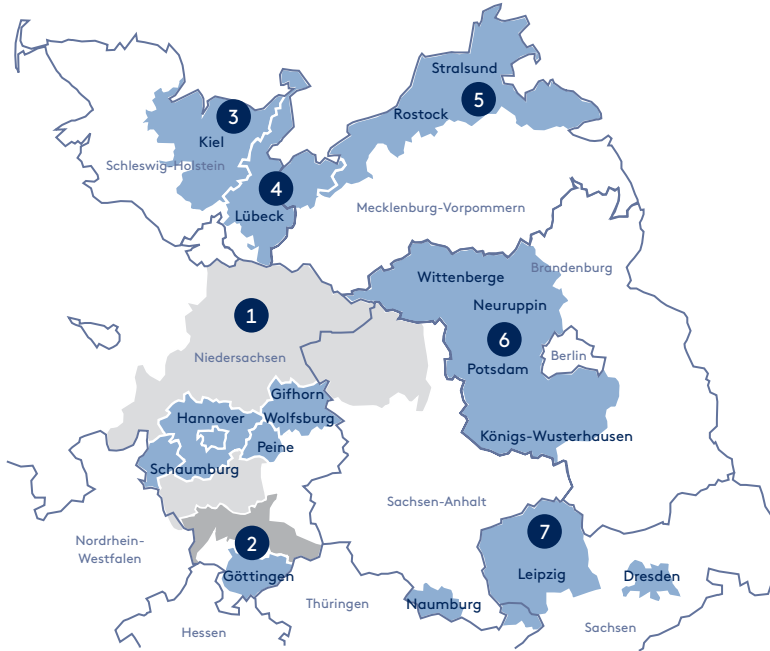 Stralsund
5
Rostock
3
Kiel
Schleswig-Holstein
4
Lübeck
Mecklenburg-Vorpommern
Wittenberge
Brandenburg
Neuruppin
1
6
Niedersachsen
Berlin
Potsdam
Gifhorn
Hannover
Wolfsburg
Peine
Königs-Wusterhausen
Schaumburg
Sachsen-Anhalt
7
2
Nordrhein-
Westfalen
Göttingen
Leipzig
Dresden
Thüringen
Naumburg
Hessen
Sachsen